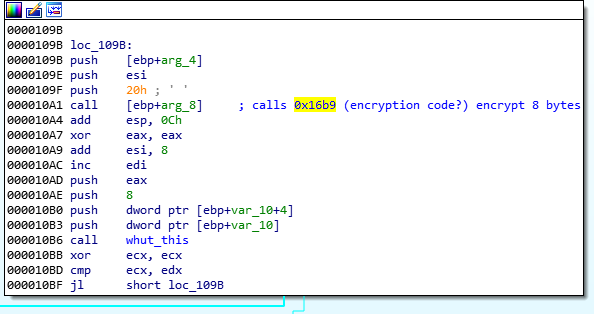 0000109B
0000109B loc_109B:
0000109B push [ebp+arg_4]
0000109E push esi
0000109F push 20h ; ' '
000010A1 call [ebp+arg_8] ; calls 0x16b9 (encryption code?) encrypt 8 bytes
000010A4 add esp, 0Ch
000010A7 xor eax, eax
000010A9 add esi, 8
000010AC inc edi
000010AD push eax
000010AE push 8
000010B0 push dword ptr [ebp+var_10+4]
000010B3 push dword ptr [ebp+var_10]
000010B6 call whut_this
000010BB xor ecx, ecx
000010BD cmp ecx, edx
000010BF jl short loc_109B